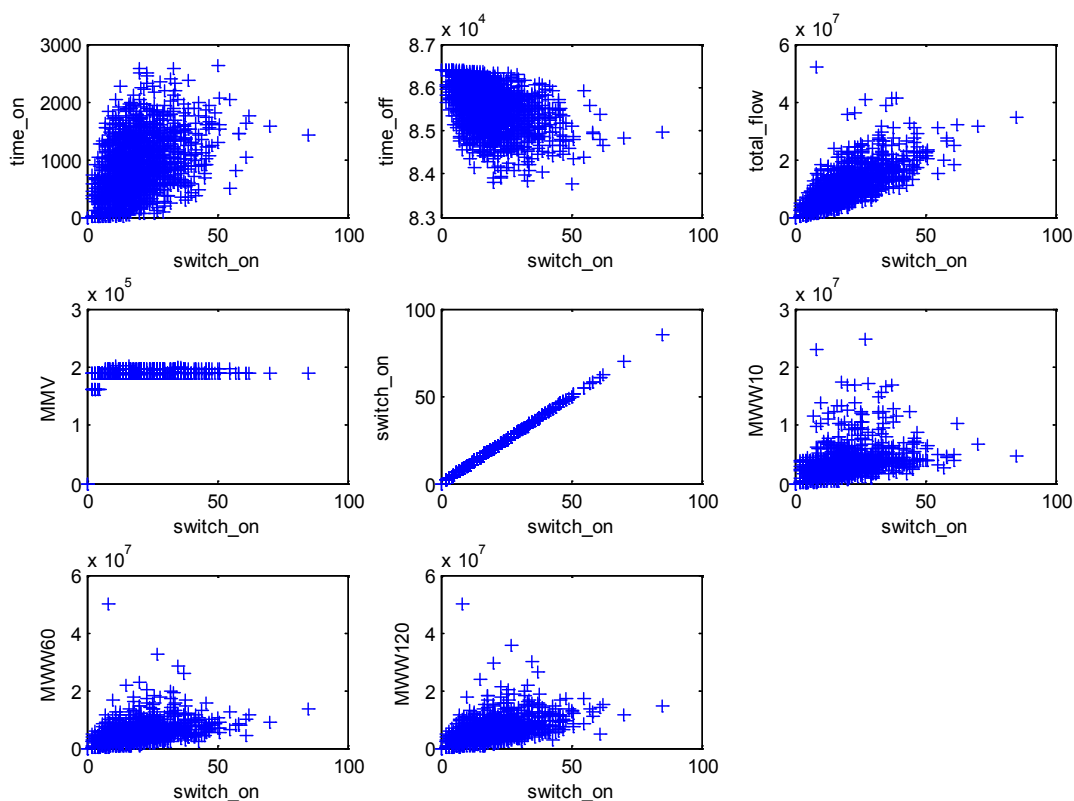 3000
2000
1000
0
time_on
0
50
100
switch_on
x 10^4
8.7
8.6
8.5
8.4
8.3
time_off
0
50
100
switch_on
x 10^7
6
4
2
0
total_flow
0
50
100
switch_on
x 10^5
3
2
1
0
MMV
0
50
100
switch_on
100
50
0
switch_on
0
50
100
switch_on
x 10^7
3
2
1
0
MWW10
0
50
100
switch_on
x 10^7
6
4
2
0
MWW60
0
50
100
switch_on
x 10^7
6
4
2
0
MWW120
0
50
100
switch_on